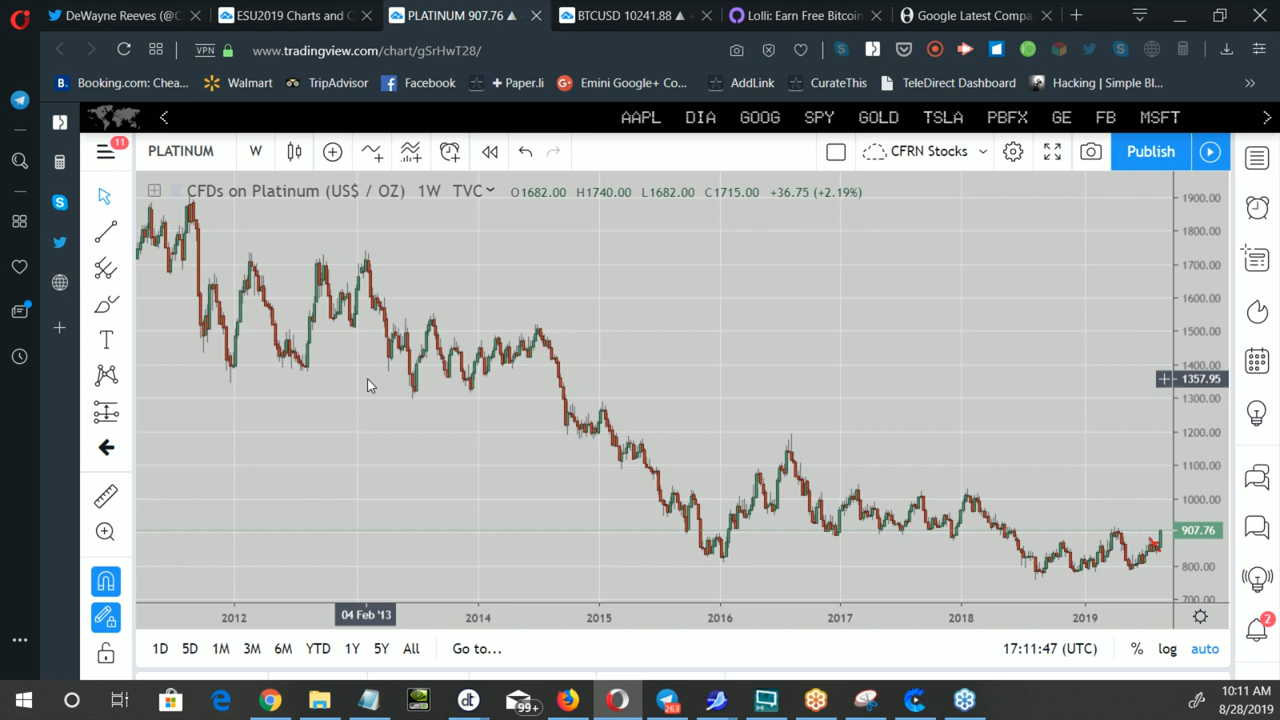 DeWayne Reeves (@C
ESU2019 Charts and C
PLATINUM 907.76 ▲
BTCUSD 10241.88 ▲
Lolli: Earn Free Bitcoin
Google Latest Compa
VPN
www.tradingview.com/chart/gSrHwT28/
Booking.com: Chea...
Walmart
TripAdvisor
Facebook
+ Paper.li
Emini Google+ Co...
AddLink
CurateThis
TeleDirect Dashboard
Hacking | Simple Bl...
AAPL DIA GOOG SPY GOLD TSLA PBFX GE FB MSFT
11
PLATINUM
W
CFRN Stocks
Publish
CFDs on Platinum (US$ / OZ) 1W TVC
O1682.00 H1740.00 L1682.00 C1715.00 +36.75 (+2.19%)
1900.00
1800.00
1700.00
1600.00
1500.00
1400.00
1357.95
1300.00
1200.00
1100.00
1000.00
907.76
800.00
700.00
2012 04 Feb '13 2014 2015 2016 2017 2018 2019
1D 5D 1M 3M 6M YTD 1Y 5Y All Go to...
17:11:47 (UTC) % log auto
2
99+
263
10:11 AM
8/28/2019